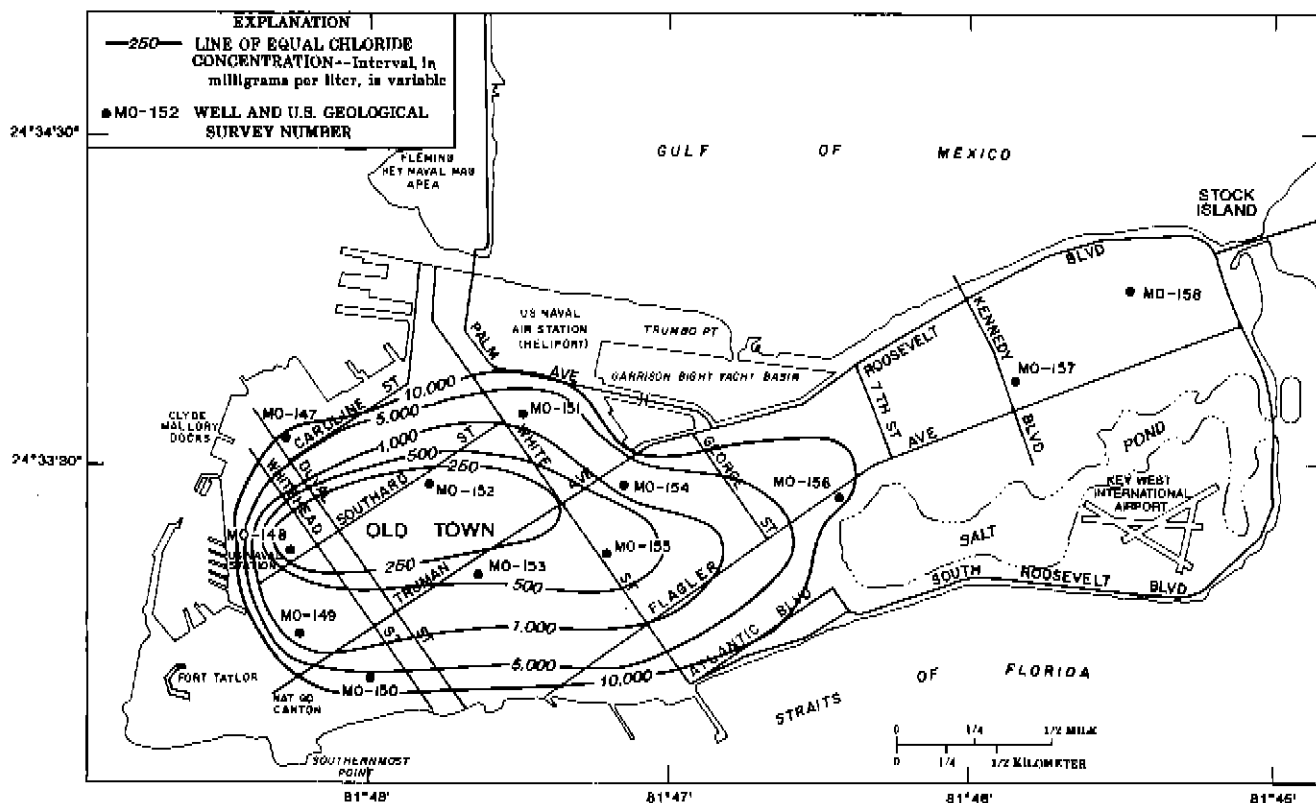 EXPLANATION
250 LINE OF EQUAL CHLORIDE
CONCENTRATION--Interval, in
milligrams per liter, is variable
MO-152 WELL AND U.S. GEOLOGICAL
SURVEY NUMBER
24°34'30"
FLEMING
KEY NAVAL MAG
AREA
GULF OF MEXICO
STOCK
ISLAND
BLVD
MO-158
US NAVAL
AIR STATION
(HELIPORT)
TRUMBO PT
PALM
AVE
GARRISON BIGHT YACHT BASIN
ROOSEVELT
KENNEDY
BLVD
MO-157
7TH ST
AVE
CLYDE
MALLORY
DOCKS
MO-147
CAROLINE ST
10,000
5,000
1,000
500
250
MO-151
24°33'30"
DUVAL
WHITEHEAD
SOUTHARD ST
WHITE
AVE
GEORGE
ST
MO-152
MO-154
MO-156
POND
KEY WEST
INTERNATIONAL
AIRPORT
MO-148
US NAVAL
STATION
OLD TOWN
MO-155
SALT
250
MO-153
500
TRUMAN
ST
FLAGLER
SOUTH ROOSEVELT
BLVD
MO-149
ST
ST
1,000
ATLANTIC BLVD
5,000
10,000
FORT TAYLOR
MO-150
STRAITS OF FLORIDA
SOUTHERNMOST
POINT
0 1/4 1/2 MILE
0 1/4 1/2 KILOMETER
81°48' 81°47' 81°46' 81°45'